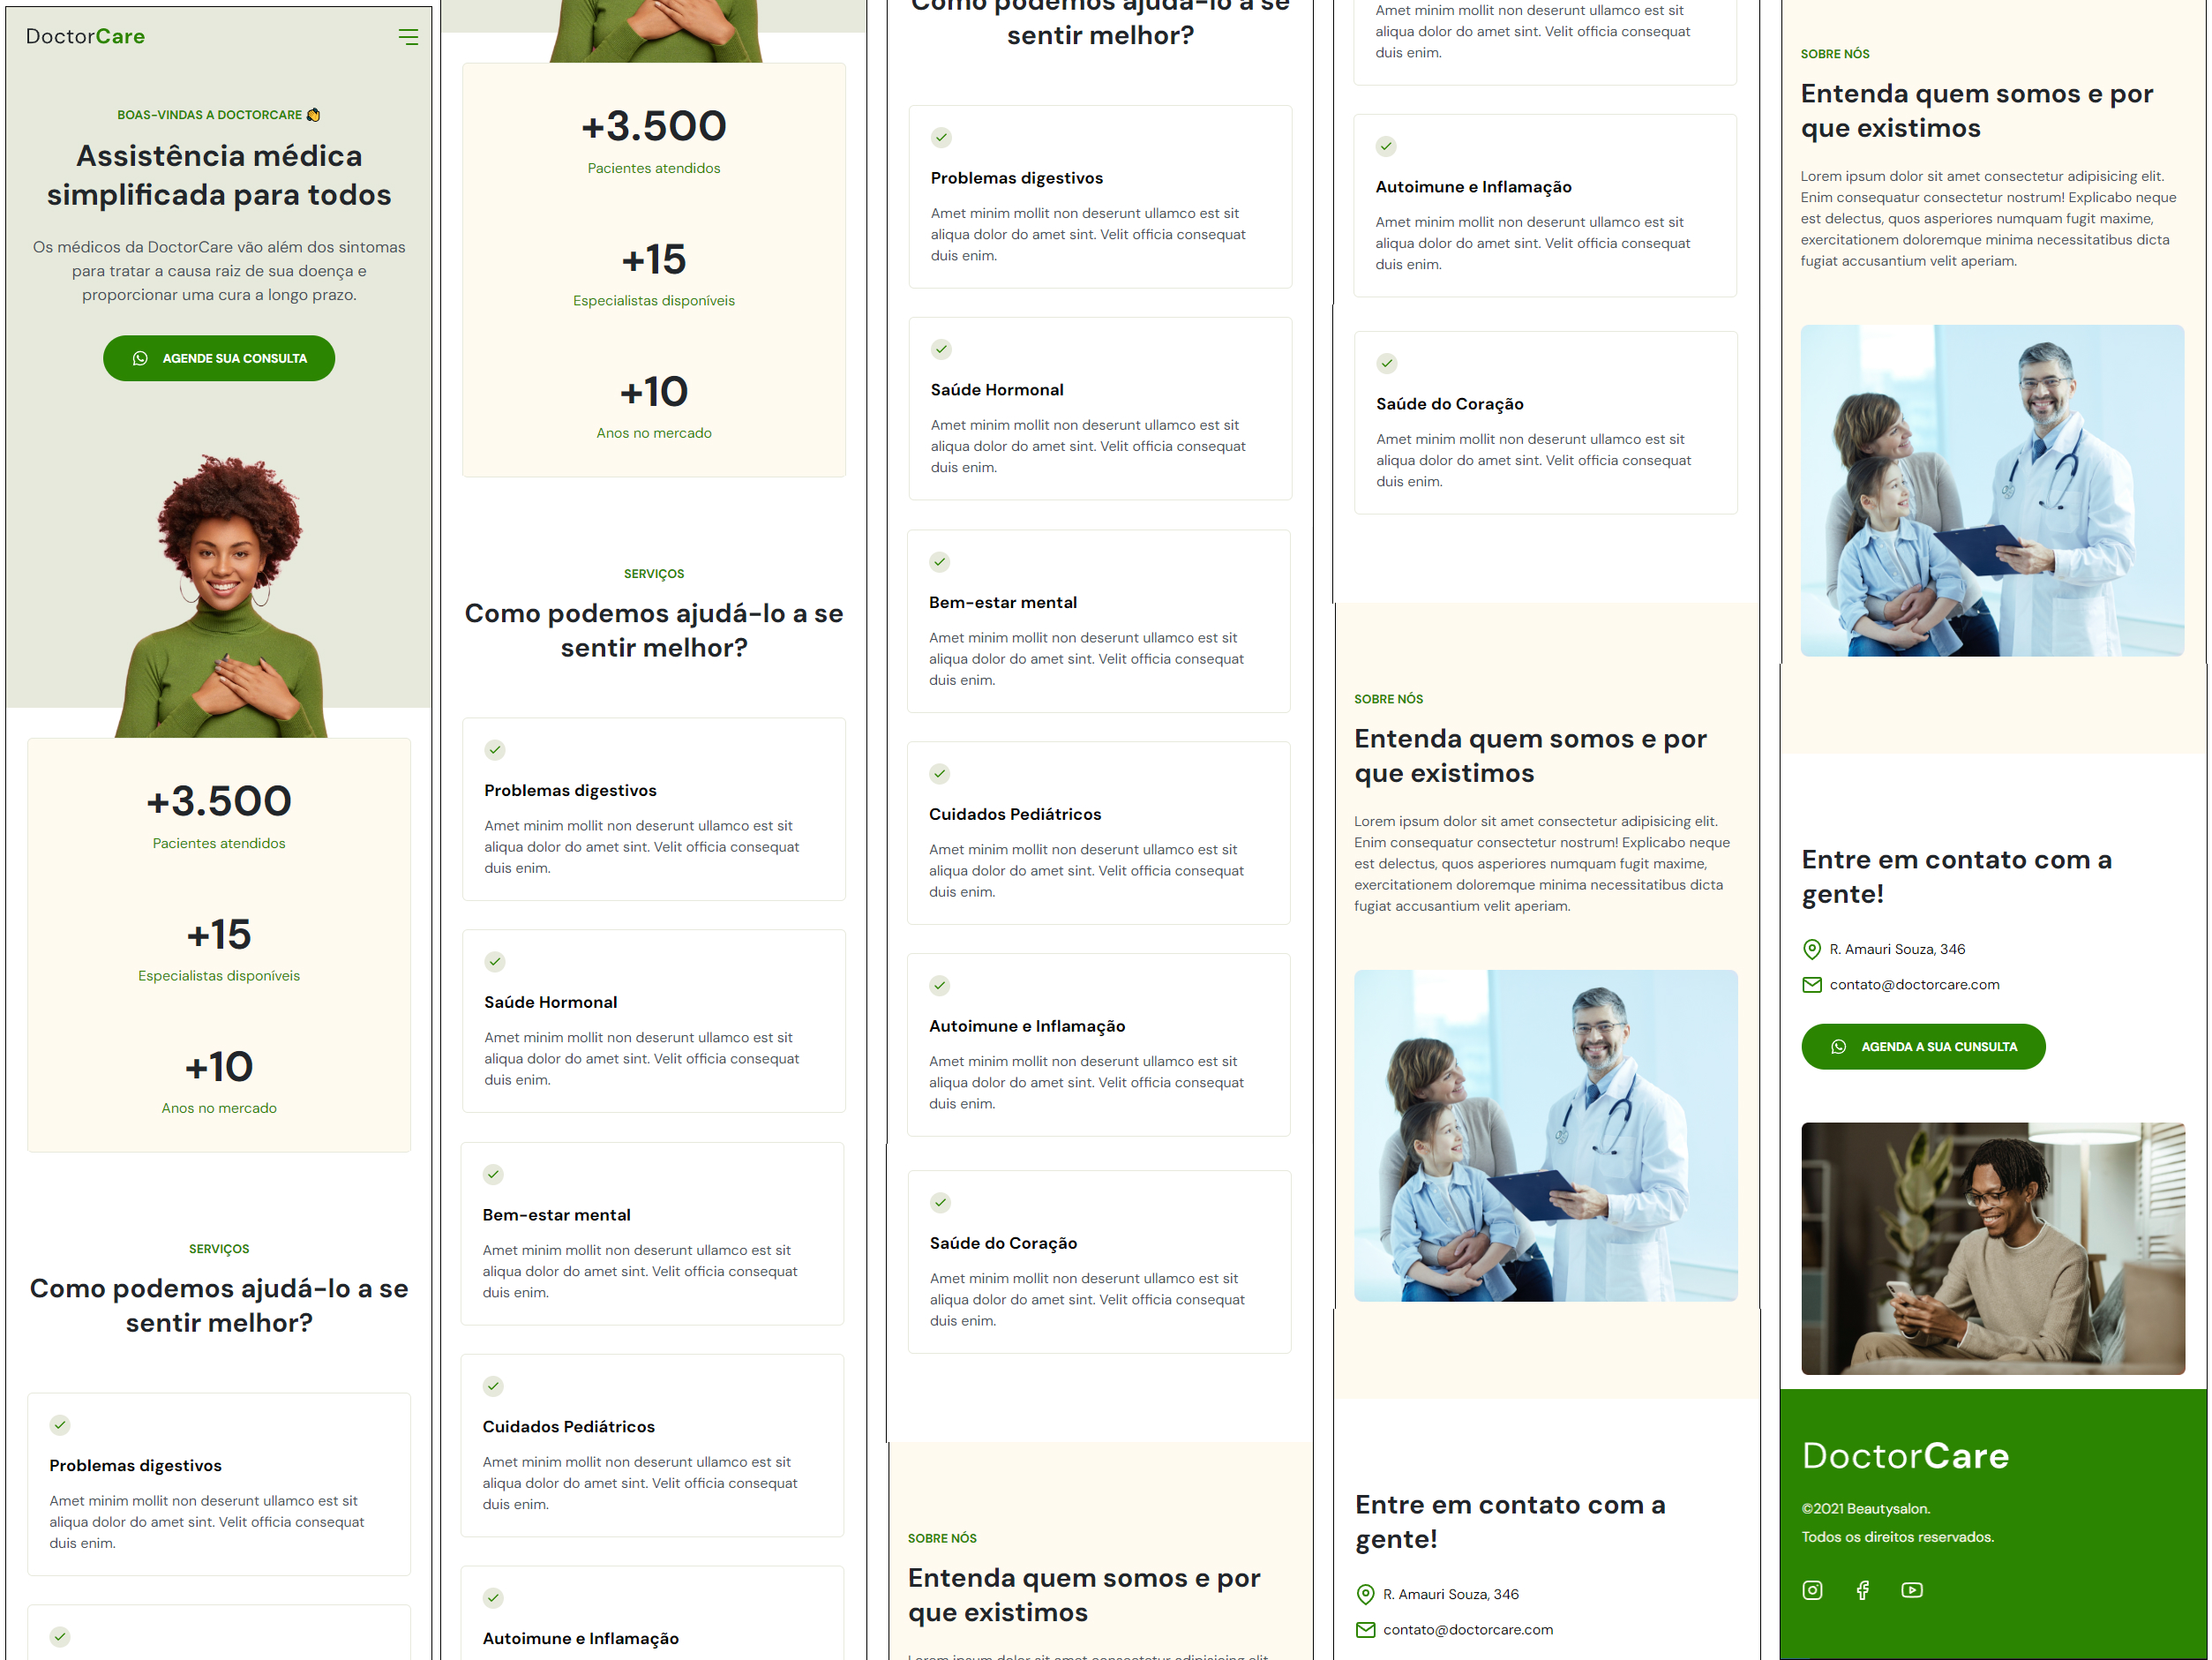 DoctorCare
BOAS-VINDAS A DOCTORCARE 👏
Assistência médica
simplificada para todos
Os médicos da DoctorCare vão além dos sintomas
para tratar a causa raiz de sua doença e
proporcionar uma cura a longo prazo.
AGENDE SUA CONSULTA
+3.500
Pacientes atendidos
+15
Especialistas disponíveis
+10
Anos no mercado
SERVIÇOS
Como podemos ajudá-lo a se
sentir melhor?
Problemas digestivos
Amet minim mollit non deserunt ullamco est sit
aliqua dolor do amet sint. Velit officia consequat
duis enim.
+3.500
Pacientes atendidos
+15
Especialistas disponíveis
+10
Anos no mercado
SERVIÇOS
Como podemos ajudá-lo a se
sentir melhor?
Problemas digestivos
Amet minim mollit non deserunt ullamco est sit
aliqua dolor do amet sint. Velit officia consequat
duis enim.
Saúde Hormonal
Amet minim mollit non deserunt ullamco est sit
aliqua dolor do amet sint. Velit officia consequat
duis enim.
Bem-estar mental
Amet minim mollit non deserunt ullamco est sit
aliqua dolor do amet sint. Velit officia consequat
duis enim.
Cuidados Pediátricos
Amet minim mollit non deserunt ullamco est sit
aliqua dolor do amet sint. Velit officia consequat
duis enim.
Autoimune e Inflamação
Como podemos ajudá-lo a se
sentir melhor?
Problemas digestivos
Amet minim mollit non deserunt ullamco est sit
aliqua dolor do amet sint. Velit officia consequat
duis enim.
Saúde Hormonal
Amet minim mollit non deserunt ullamco est sit
aliqua dolor do amet sint. Velit officia consequat
duis enim.
Bem-estar mental
Amet minim mollit non deserunt ullamco est sit
aliqua dolor do amet sint. Velit officia consequat
duis enim.
Cuidados Pediátricos
Amet minim mollit non deserunt ullamco est sit
aliqua dolor do amet sint. Velit officia consequat
duis enim.
Autoimune e Inflamação
Amet minim mollit non deserunt ullamco est sit
aliqua dolor do amet sint. Velit officia consequat
duis enim.
Saúde do Coração
Amet minim mollit non deserunt ullamco est sit
aliqua dolor do amet sint. Velit officia consequat
duis enim.
SOBRE NÓS
Entenda quem somos e por
que existimos
Lorem ipsum dolor sit amet consectetur adipisicing elit.
Amet minim mollit non deserunt ullamco est sit
aliqua dolor do amet sint. Velit officia consequat
duis enim.
Autoimune e Inflamação
Amet minim mollit non deserunt ullamco est sit
aliqua dolor do amet sint. Velit officia consequat
duis enim.
Saúde do Coração
Amet minim mollit non deserunt ullamco est sit
aliqua dolor do amet sint. Velit officia consequat
duis enim.
SOBRE NÓS
Entenda quem somos e por
que existimos
Lorem ipsum dolor sit amet consectetur adipisicing elit.
Enim consequatur consectetur nostrum! Explicabo neque
est delectus, quos asperiores numquam fugit maxime,
exercitationem doloremque minima necessitatibus dicta
fugiat accusantium velit aperiam.
Entre em contato com a
gente!
R. Amauri Souza, 346
contato@doctorcare.com
SOBRE NÓS
Entenda quem somos e por
que existimos
Lorem ipsum dolor sit amet consectetur adipisicing elit.
Enim consequatur consectetur nostrum! Explicabo neque
est delectus, quos asperiores numquam fugit maxime,
exercitationem doloremque minima necessitatibus dicta
fugiat accusantium velit aperiam.
Entre em contato com a
gente!
R. Amauri Souza, 346
contato@doctorcare.com
AGENDA A SUA CUNSULTA
DoctorCare
©2021 Beautysalon.
Todos os direitos reservados.